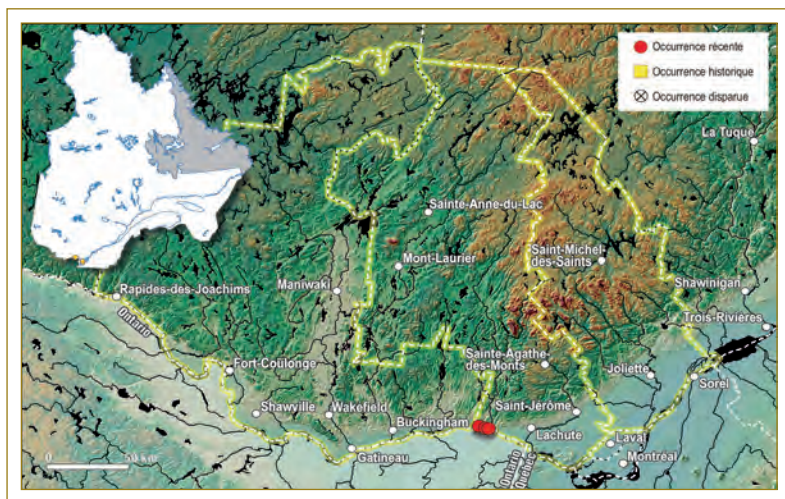 Occurrence récente
Occurrence historique
Occurrence disparue
La Tuque
Sainte-Anne-du-Lac
Saint-Michel-
des-Saints
Mont-Laurier
Maniwaki
Rapides-des-Joachims
Shawinigan
Ontario
Trois-Rivières
Fort-Coulonge
Sainte-Agathe-
des-Monts
Joliette
Sorel
Shawville
Wakefield
Saint-Jérôme
Buckingham
Lachute
Laval
Gatineau
Montréal
Ontario
Québec
0 50 km